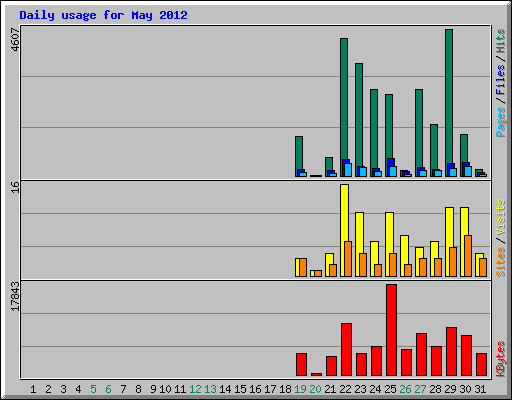 Daily usage for May 2012
4607
Pages / Files / Hits
16
Sites / Visits
17843
KBytes
1 2 3 4 5 6 7 8 9 10 11 12 13 14 15 16 17 18 19 20 21 22 23 24 25 26 27 28 29 30 31